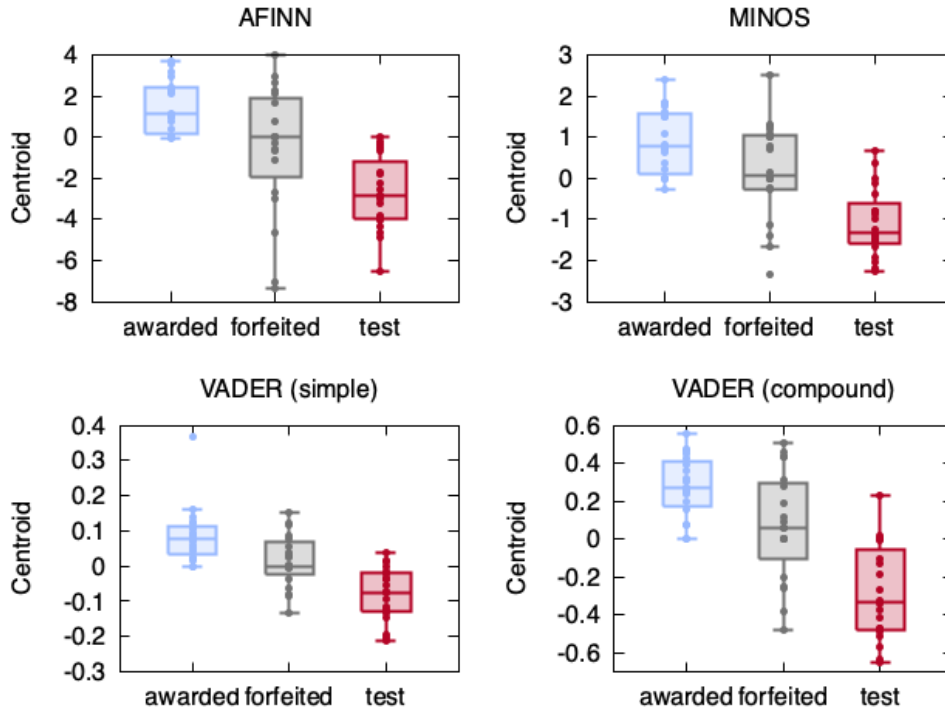 AFINN
4
2
0
-2
-4
-6
-8
Centroid
awarded forfeited test
MINOS
3
2
1
0
-1
-2
-3
Centroid
awarded forfeited test
VADER (simple)
0.4
0.3
0.2
0.1
0
-0.1
-0.2
-0.3
Centroid
awarded forfeited test
VADER (compound)
0.6
0.4
0.2
0
-0.2
-0.4
-0.6
Centroid
awarded forfeited test